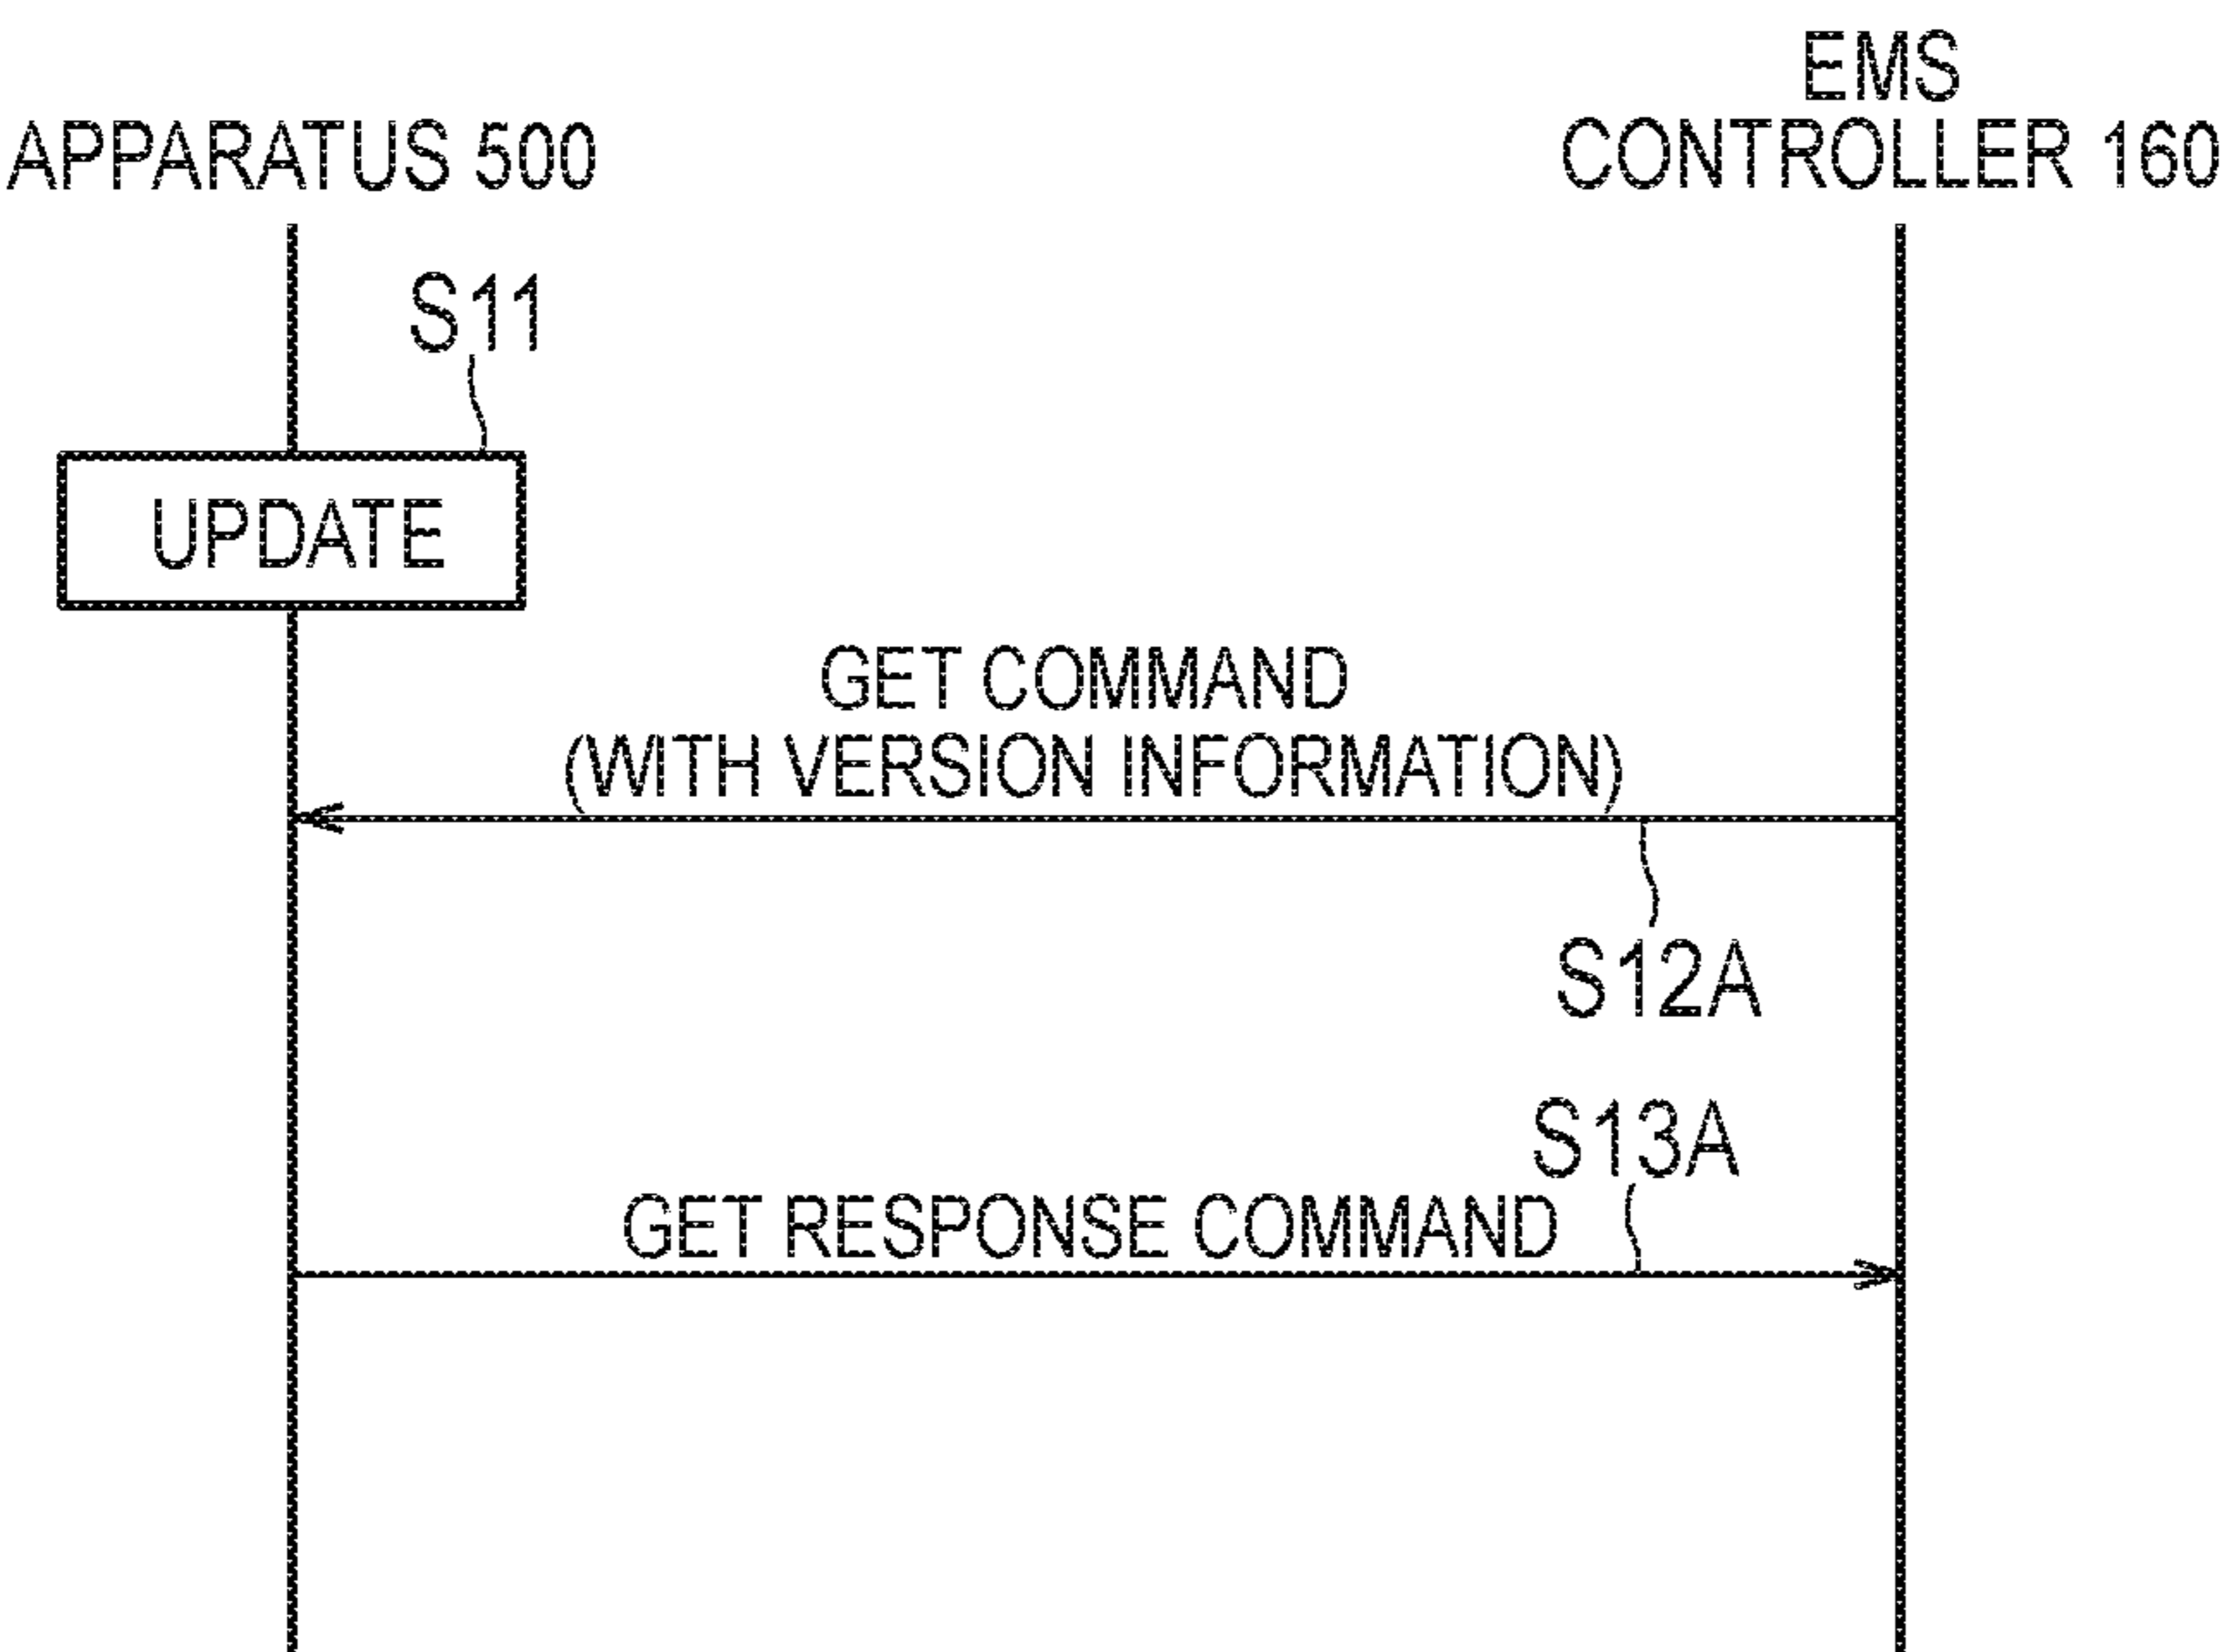 EMS
APPARATUS 500
CONTROLLER 160
S11
UPDATE
GET COMMAND
(WITH VERSION INFORMATION)
S12A
S13A
GET RESPONSE COMMAND